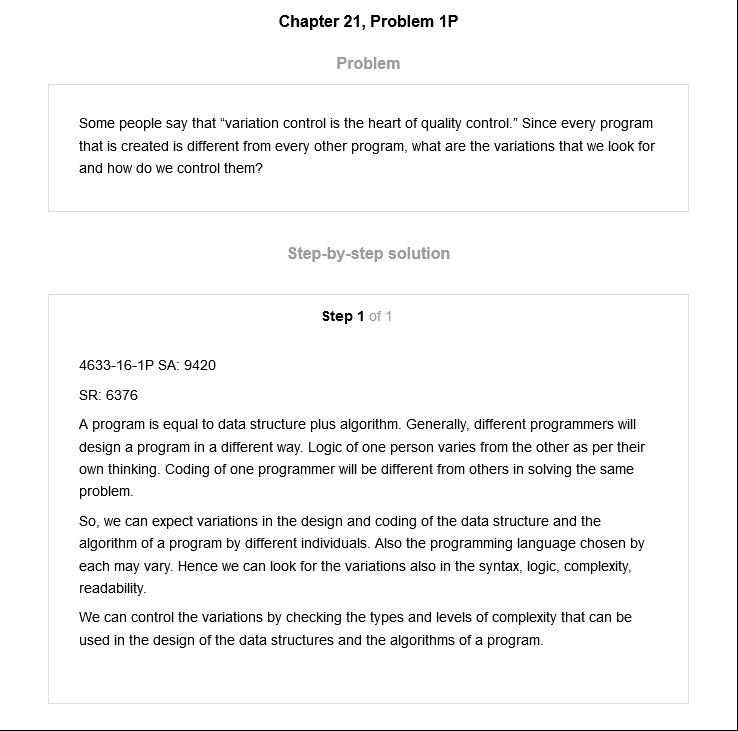 Chapter 21, Problem 1P
Problem
Some people say that “variation control is the heart of quality control.” Since every program
that is created is different from every other program, what are the variations that we look for
and how do we control them?
Step-by-step solution
Step 1 of 1
4633-16-1P SA: 9420
SR: 6376
A program is equal to data structure plus algorithm. Generally, different programmers will
design a program in a different way. Logic of one person varies from the other as per their
own thinking. Coding of one programmer will be different from others in solving the same
problem.
So, we can expect variations in the design and coding of the data structure and the
algorithm of a program by different individuals. Also the programming language chosen by
each may vary. Hence we can look for the variations also in the syntax, logic, complexity,
readability.
We can control the variations by checking the types and levels of complexity that can be
used in the design of the data structures and the algorithms of a program.